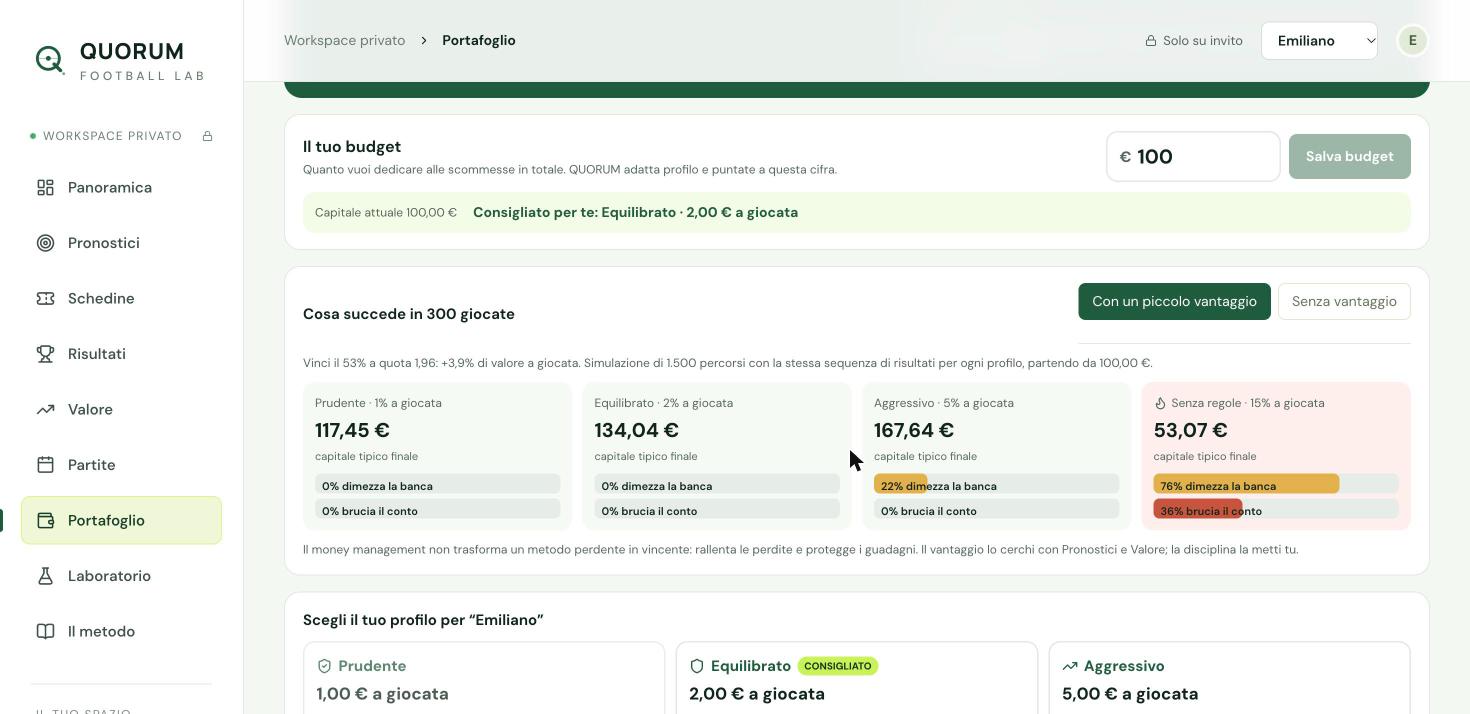 QUORUM
FOOTBALL LAB
WORKSPACE PRIVATO
Panoramica
Pronostici
Schedine
Risultati
Valore
Partite
Portafoglio
Laboratorio
Il metodo
Workspace privato > Portafoglio
Solo su invito
Emiliano
E
Il tuo budget
Quanto vuoi dedicare alle scommesse in totale. QUORUM adatta profilo e puntate a questa cifra.
€ 100
Salva budget
Capitale attuale 100,00 € Consigliato per te: Equilibrato · 2,00 € a giocata
Cosa succede in 300 giocate
Con un piccolo vantaggio
Senza vantaggio
Vinci il 53% a quota 1,96: +3,9% di valore a giocata. Simulazione di 1.500 percorsi con la stessa sequenza di risultati per ogni profilo, partendo da 100,00 €.
Prudente · 1% a giocata
117,45 €
capitale tipico finale
0% dimezza la banca
0% brucia il conto
Equilibrato · 2% a giocata
134,04 €
capitale tipico finale
0% dimezza la banca
0% brucia il conto
Aggressivo · 5% a giocata
167,64 €
capitale tipico finale
22% dimezza la banca
0% brucia il conto
Senza regole · 15% a giocata
53,07 €
capitale tipico finale
76% dimezza la banca
36% brucia il conto
Il money management non trasforma un metodo perdente in vincente: rallenta le perdite e protegge i guadagni. Il vantaggio lo cerchi con Pronostici e Valore; la disciplina la metti tu.
Scegli il tuo profilo per “Emiliano”
Prudente
1,00 € a giocata
Equilibrato CONSIGLIATO
2,00 € a giocata
Aggressivo
5,00 € a giocata
IL TUO SPAZIO